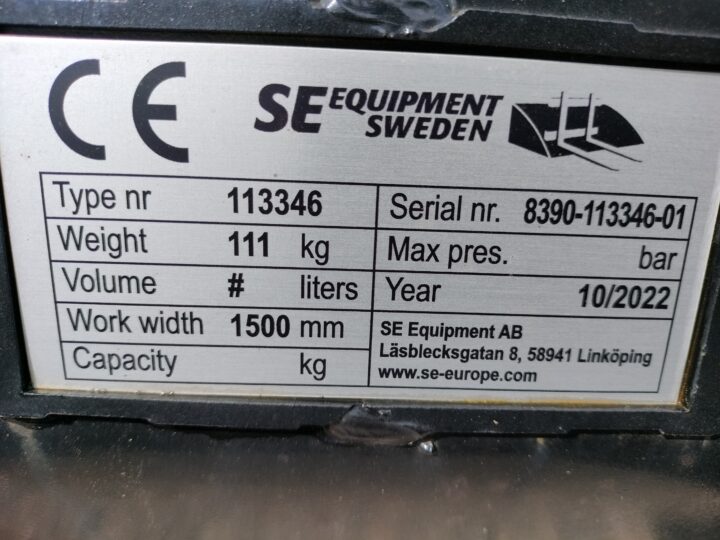 CE SE EQUIPMENT
SWEDEN
Type nr 113346 Serial nr. 8390-113346-01
Weight 111 kg Max pres. bar
Volume # liters Year 10/2022
Work width 1500 mm SE Equipment AB
Läsblecksgatan 8, 58941 Linköping
Capacity kg www.se-europe.com